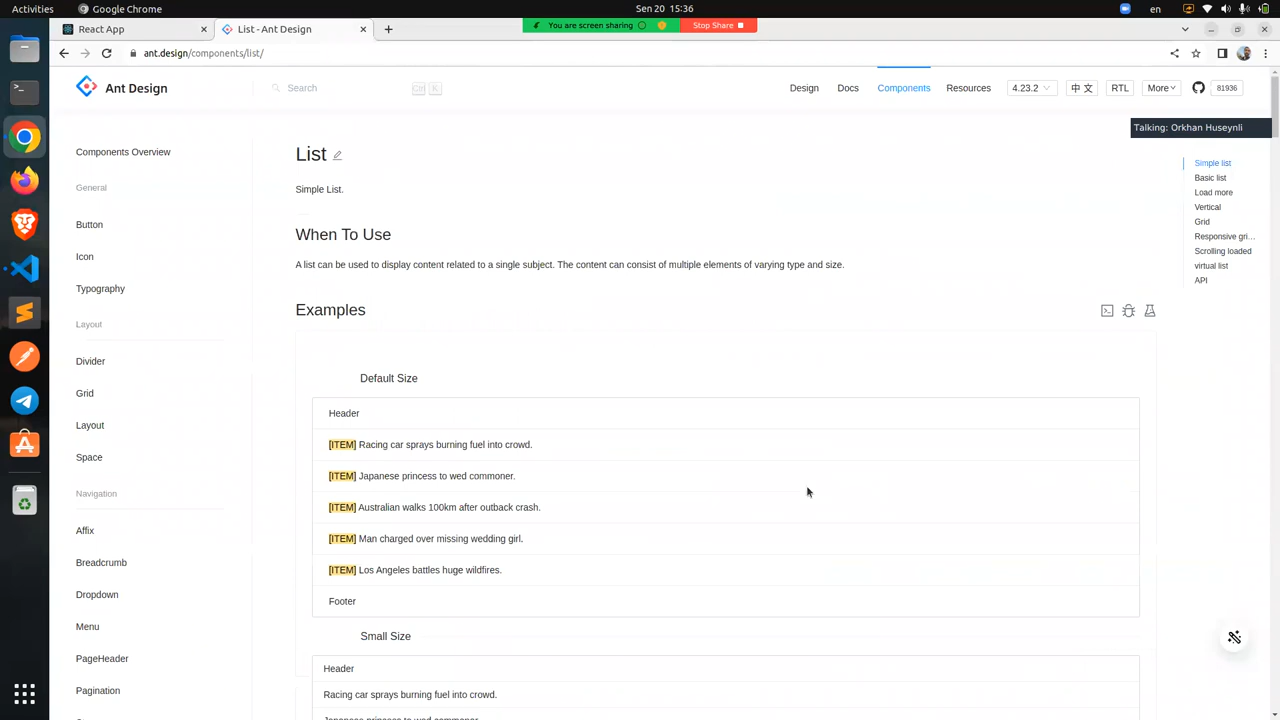 Activities
Google Chrome
Sen 20 15:36
en
React App
List - Ant Design
You are screen sharing
Stop Share
ant.design/components/list/
Ant Design
Search
Ctrl K
Design
Docs
Components
Resources
4.23.2
中 文
RTL
More
81936
Talking: Orkhan Huseynli
Components Overview
General
Button
Icon
Typography
Layout
Divider
Grid
Layout
Space
Navigation
Affix
Breadcrumb
Dropdown
Menu
PageHeader
Pagination
List
Simple List.
When To Use
A list can be used to display content related to a single subject. The content can consist of multiple elements of varying type and size.
Examples
Default Size
Header
[ITEM] Racing car sprays burning fuel into crowd.
[ITEM] Japanese princess to wed commoner.
[ITEM] Australian walks 100km after outback crash.
[ITEM] Man charged over missing wedding girl.
[ITEM] Los Angeles battles huge wildfires.
Footer
Small Size
Header
Racing car sprays burning fuel into crowd.
Japanese princess to wed commoner.
Simple list
Basic list
Load more
Vertical
Grid
Responsive gri...
Scrolling loaded
virtual list
API